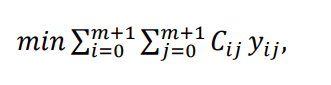 min ∑_{i=0}^{m+1} ∑_{j=0}^{m+1} C_{ij} y_{ij},